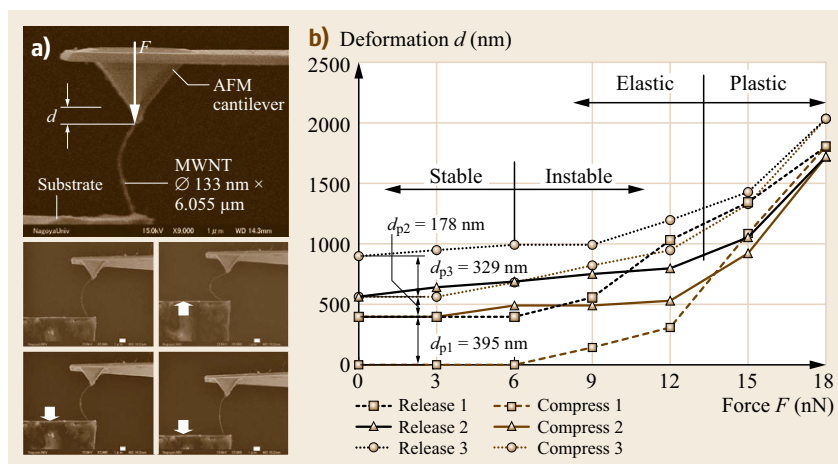 a)
F
AFM
cantilever
d
MWNT
Ø 133 nm ×
6.055 µm
Substrate
NagoyaUniv 15.0kV X9,000 WD 14.3mm
b) Deformation d (nm)
2500
2000
1500
1000
500
0
Elastic Plastic
Stable Instable
dp2 = 178 nm
dp3 = 329 nm
dp1 = 395 nm
0 3 6 9 12 15 18
Force F (nN)
Release 1 Compress 1
Release 2 Compress 2
Release 3 Compress 3